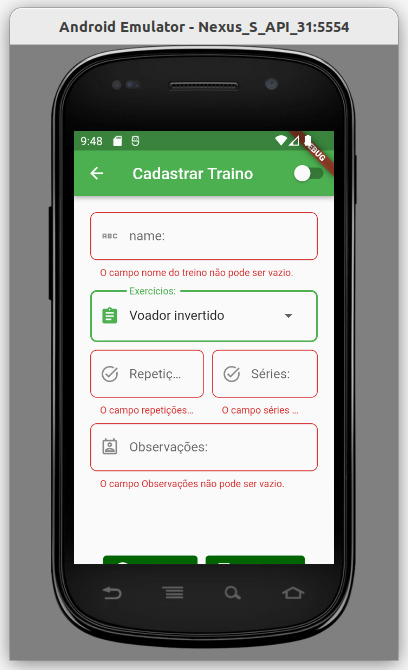 Android Emulator - Nexus_S_API_31:5554
9:48
DEBUG
Cadastrar Traino
ABC name:
O campo nome do treino não pode ser vazio.
Exercícios:
Voador invertido
Repetiç... Séries:
O campo repetições... O campo séries ...
Observações:
O campo Observações não pode ser vazio.